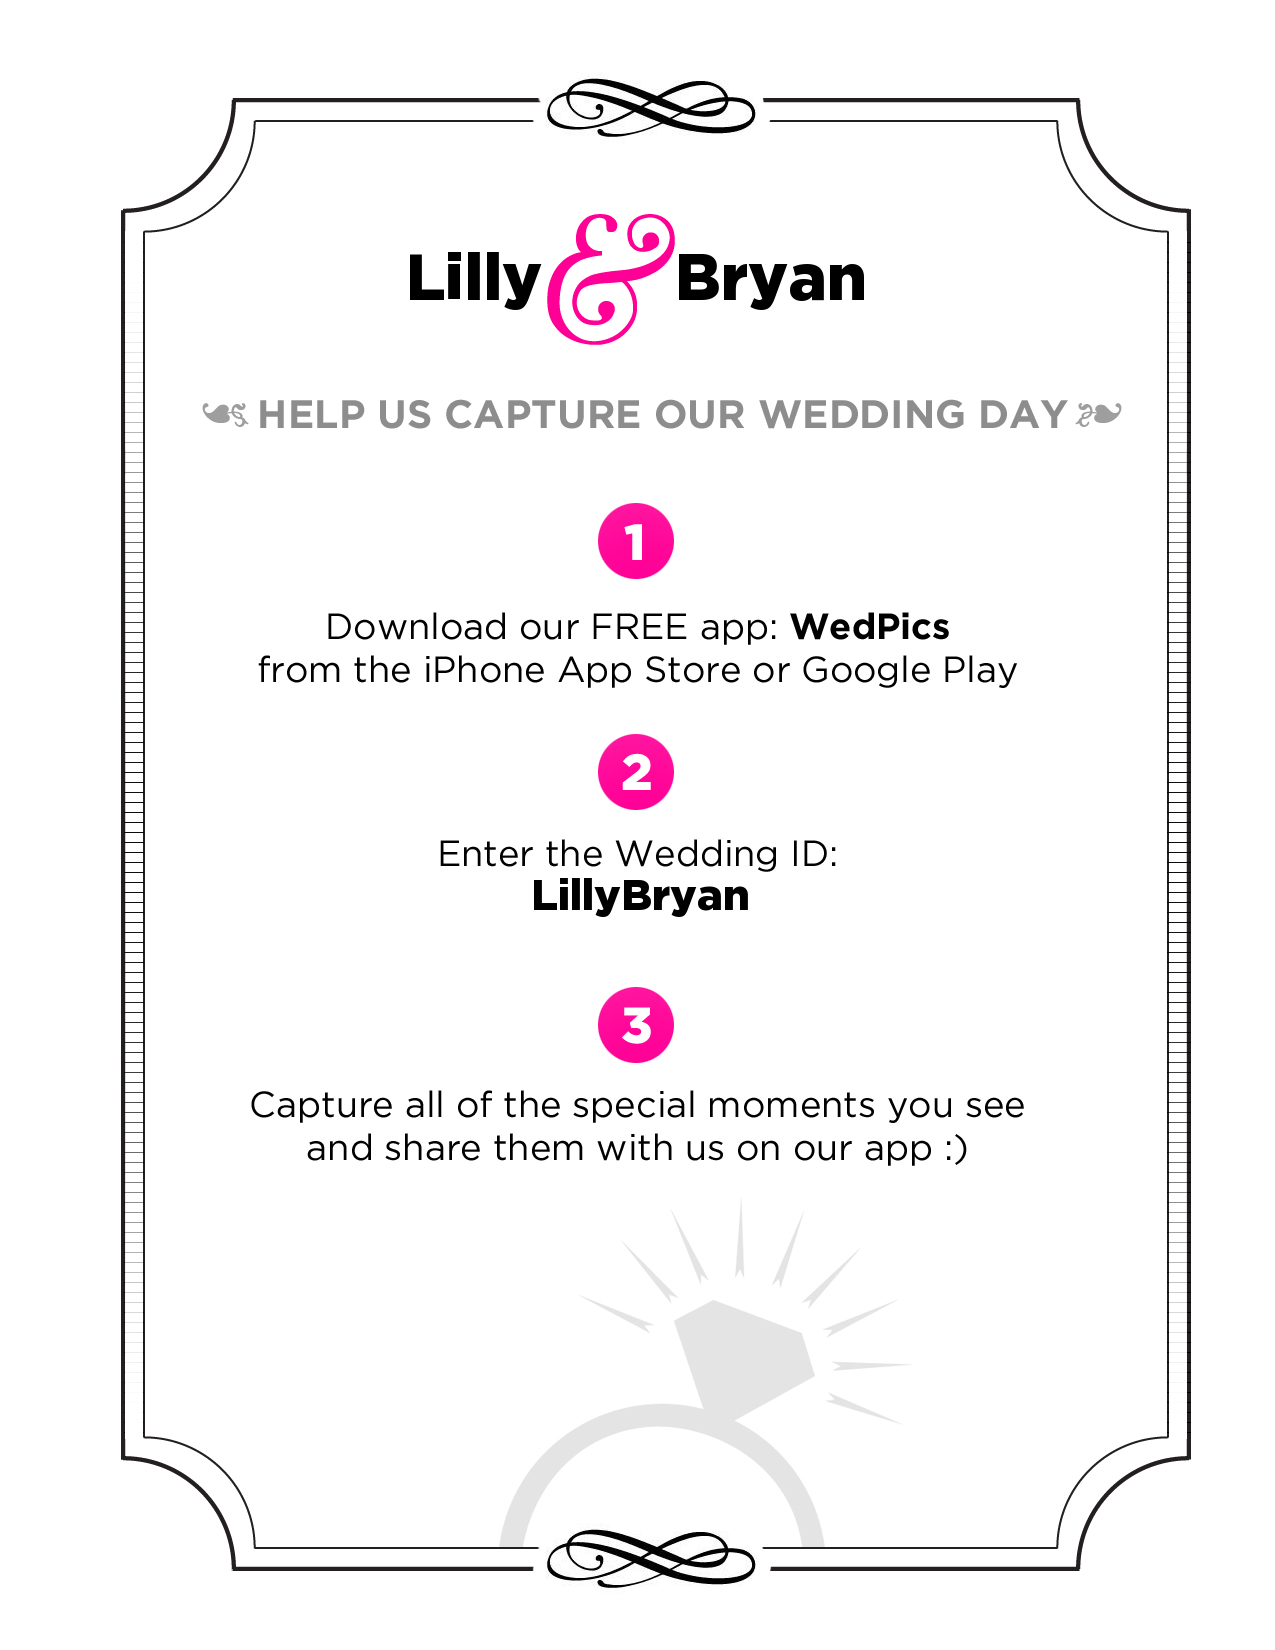 Lilly & Bryan
HELP US CAPTURE OUR WEDDING DAY
1
Download our FREE app: WedPics
from the iPhone App Store or Google Play
2
Enter the Wedding ID:
LillyBryan
3
Capture all of the special moments you see
and share them with us on our app :)